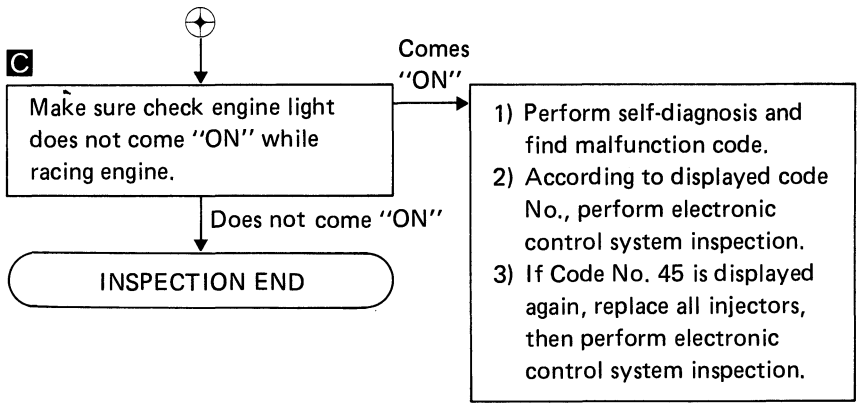 C
Make sure check engine light
does not come "ON" while
racing engine.
Comes
"ON"
1) Perform self-diagnosis and
find malfunction code.
2) According to displayed code
No., perform electronic
control system inspection.
3) If Code No. 45 is displayed
again, replace all injectors,
then perform electronic
control system inspection.
Does not come "ON"
INSPECTION END